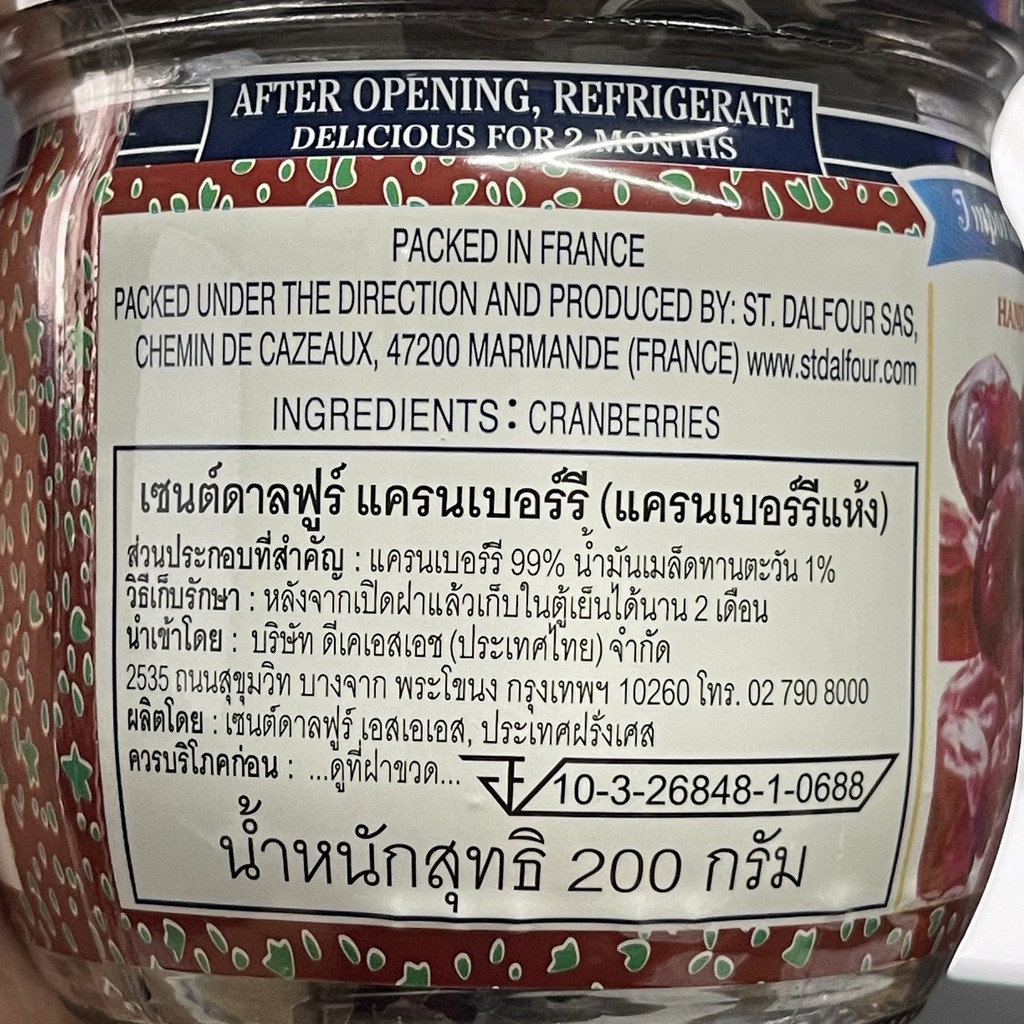 AFTER OPENING, REFRIGERATE
DELICIOUS FOR 2 MONTHS
PACKED IN FRANCE
PACKED UNDER THE DIRECTION AND PRODUCED BY: ST. DALFOUR SAS,
CHEMIN DE CAZEAUX, 47200 MARMANDE (FRANCE) www.stdalfour.com
INGREDIENTS: CRANBERRIES
เซนต์ดาลฟูร์ แครนเบอร์รี (แครนเบอร์รีแห้ง)
ส่วนประกอบที่สำคัญ : แครนเบอร์รี 99% น้ำมันเมล็ดทานตะวัน 1%
วิธีเก็บรักษา : หลังจากเปิดฝาแล้วเก็บในตู้เย็นได้นาน 2 เดือน
นำเข้าโดย : บริษัท ดีเคเอสเอช (ประเทศไทย) จำกัด
2535 ถนนสุขุมวิท บางจาก พระโขนง กรุงเทพฯ 10260 โทร. 02 790 8000
ผลิตโดย : เซนต์ดาลฟูร์ เอสเอเอส, ประเทศฝรั่งเศส
ควรบริโภคก่อน : ...ดูที่ฝาขวด...
10-3-26848-1-0688
น้ำหนักสุทธิ 200 กรัม